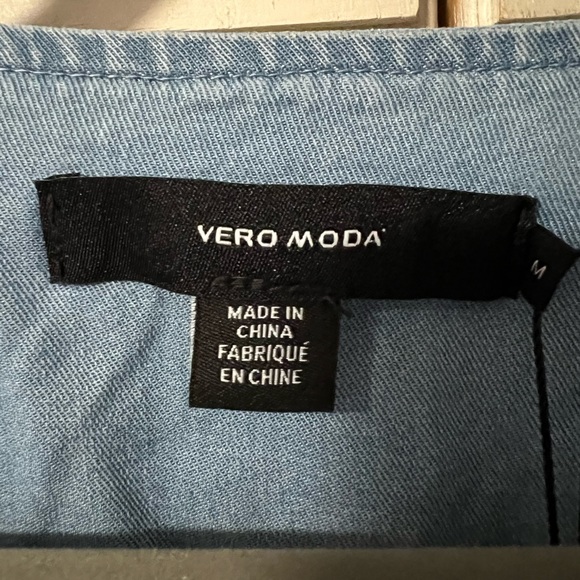 VERO MODA
M
MADE IN
CHINA
FABRIQUÉ
EN CHINE